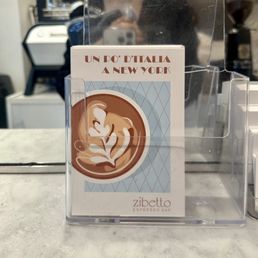 UN PO' D'ITALIA
A NEW YORK
zibetto
ESPRESSO BAR